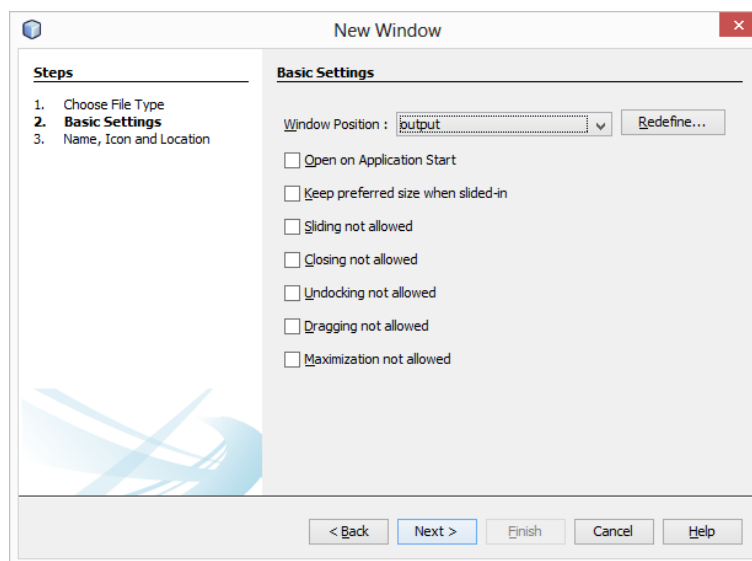 New Window
Steps
1. Choose File Type
2. Basic Settings
3. Name, Icon and Location
Basic Settings
Window Position : output Redefine...
Open on Application Start
Keep preferred size when slided-in
Sliding not allowed
Closing not allowed
Undocking not allowed
Dragging not allowed
Maximization not allowed
< Back Next > Finish Cancel Help